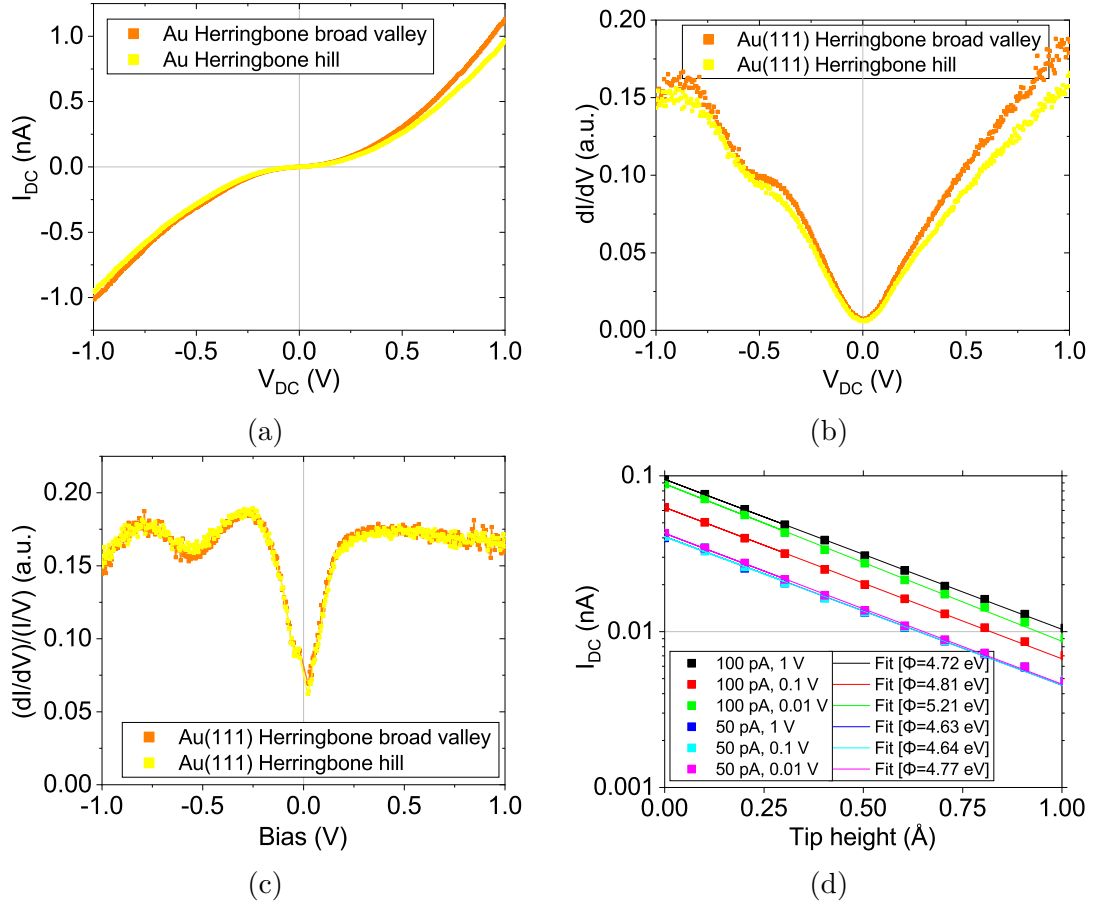 1.0
0.5
0.0
-0.5
-1.0
I_DC (nA)
Au Herringbone broad valley
Au Herringbone hill
-1.0 -0.5 0.0 0.5 1.0
V_DC (V)
(a)
0.20
0.15
0.10
0.05
0.00
dI/dV (a.u.)
Au(111) Herringbone broad valley
Au(111) Herringbone hill
-1.0 -0.5 0.0 0.5 1.0
V_DC (V)
(b)
0.20
0.15
0.10
0.05
0.00
(dI/dV)/(I/V) (a.u.)
Au(111) Herringbone broad valley
Au(111) Herringbone hill
-1.0 -0.5 0.0 0.5 1.0
Bias (V)
(c)
0.1
0.01
0.001
I_DC (nA)
100 pA, 1 V Fit [Φ=4.72 eV]
100 pA, 0.1 V Fit [Φ=4.81 eV]
100 pA, 0.01 V Fit [Φ=5.21 eV]
50 pA, 1 V Fit [Φ=4.63 eV]
50 pA, 0.1 V Fit [Φ=4.64 eV]
50 pA, 0.01 V Fit [Φ=4.77 eV]
0.00 0.25 0.50 0.75 1.00
Tip height (Å)
(d)